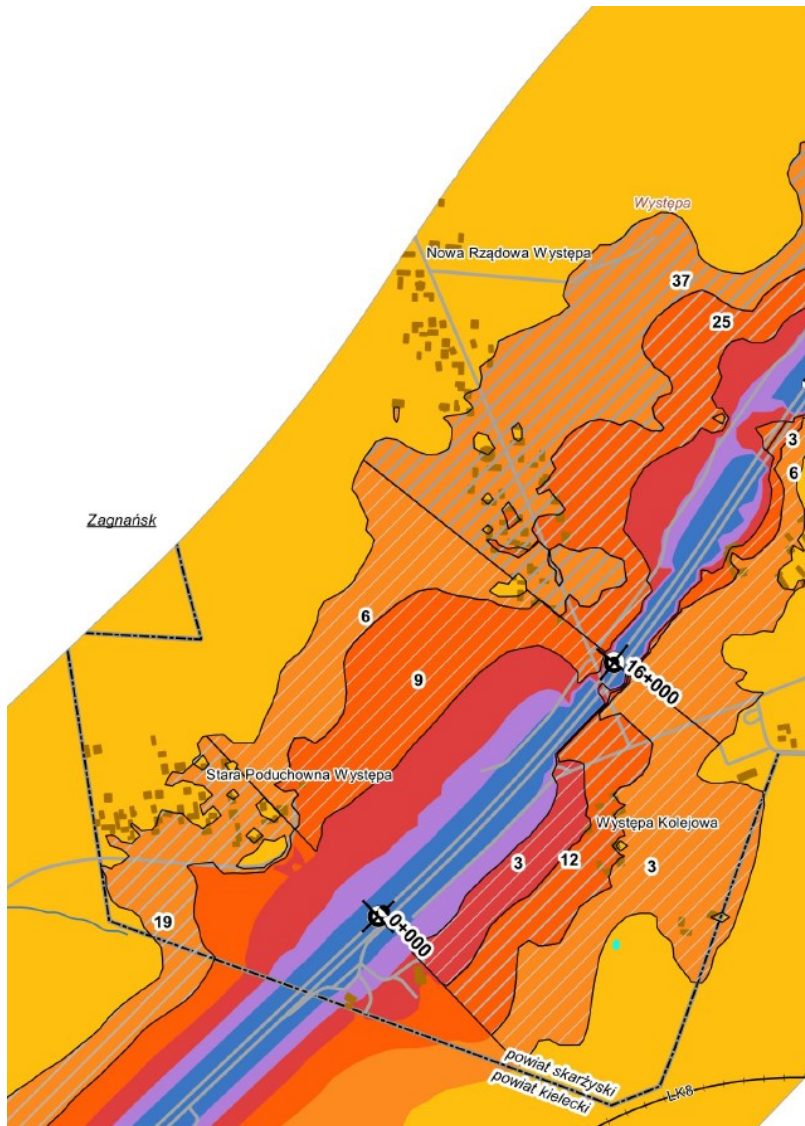 Występa
Nowa Rządowa Występa
37
25
3
6
Zagnańsk
6
16+000
9
Stara Poduchowna Występa
Występa Kolejowa
3
12
3
19
0+000
powiat skarżyski
powiat kielecki
LK8